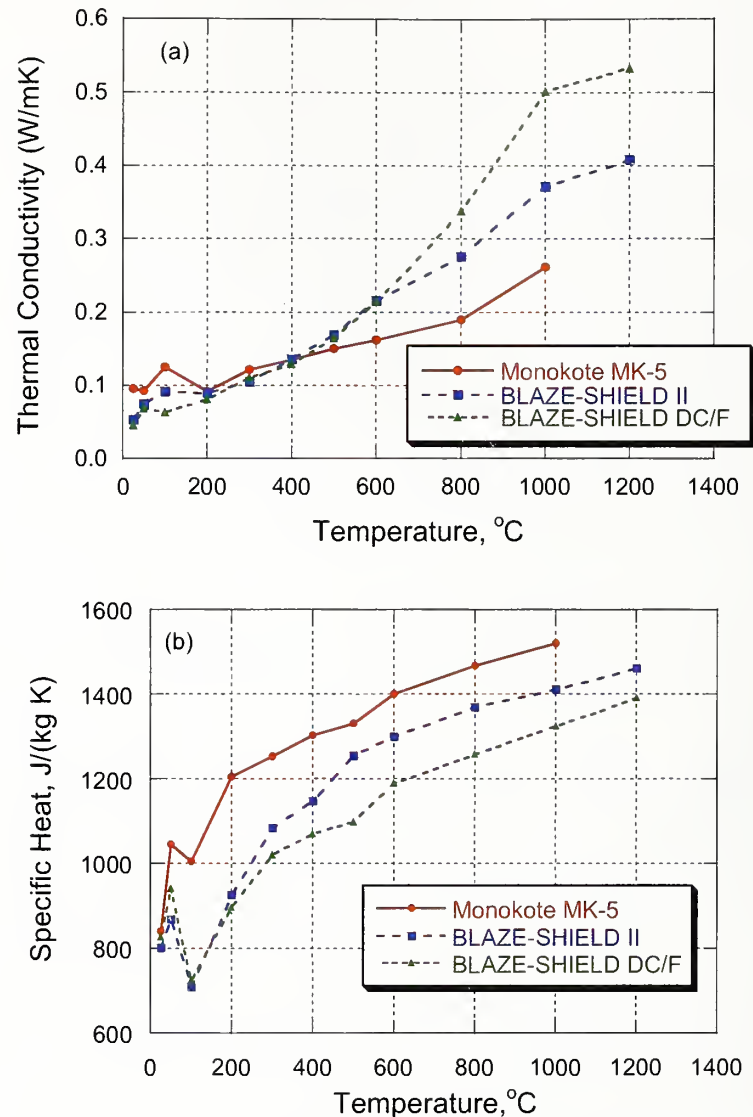 (a)
Thermal Conductivity (W/mK)
0.6
0.5
0.4
0.3
0.2
0.1
0.0
0 200 400 600 800 1000 1200 1400
Temperature, °C
Monokote MK-5
BLAZE-SHIELD II
BLAZE-SHIELD DC/F
(b)
Specific Heat, J/(kg K)
1600
1400
1200
1000
800
600
0 200 400 600 800 1000 1200 1400
Temperature,°C
Monokote MK-5
BLAZE-SHIELD II
BLAZE-SHIELD DC/F